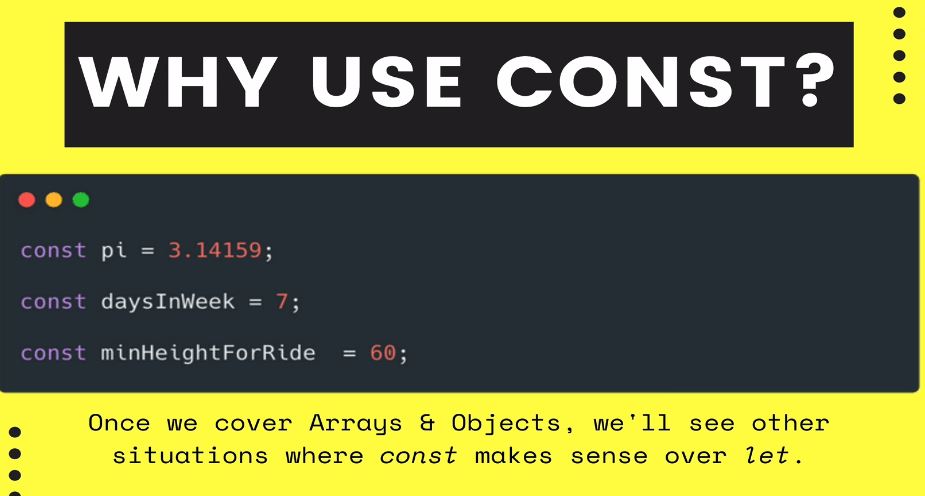 WHY USE CONST?
const pi = 3.14159;
const daysInWeek = 7;
const minHeightForRide  = 60;
Once we cover Arrays & Objects, we'll see other
situations where const makes sense over let.